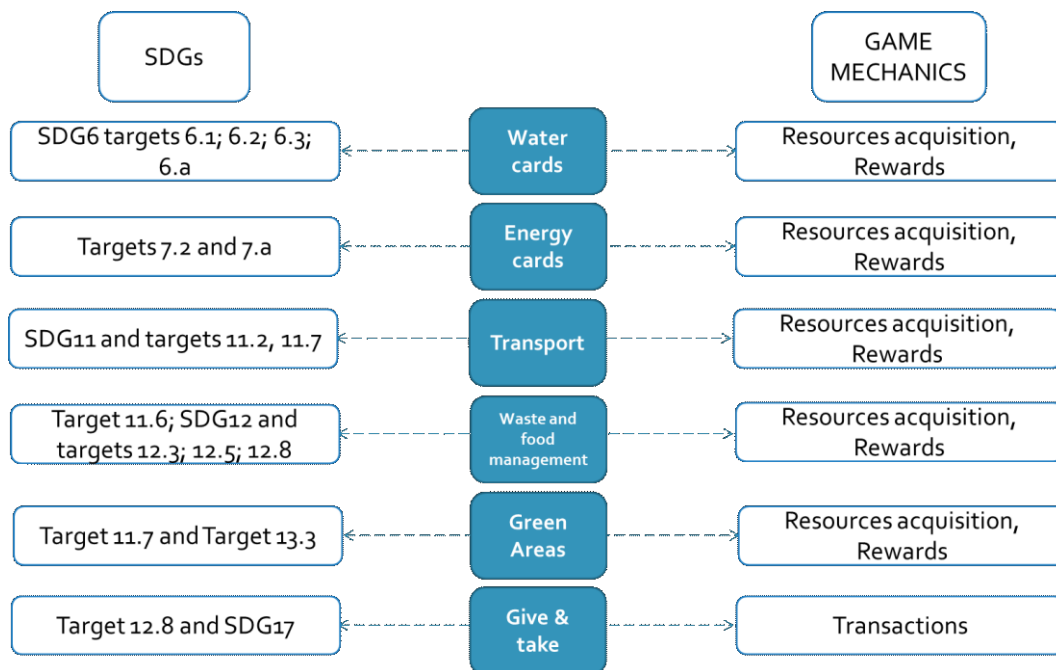 SDGs
GAME
MECHANICS
SDG6 targets 6.1; 6.2; 6.3;
6.a
Water
cards
Resources acquisition,
Rewards
Targets 7.2 and 7.a
Energy
cards
Resources acquisition,
Rewards
SDG11 and targets 11.2, 11.7
Transport
Resources acquisition,
Rewards
Target 11.6; SDG12 and
targets 12.3; 12.5; 12.8
Waste and
food
management
Resources acquisition,
Rewards
Target 11.7 and Target 13.3
Green
Areas
Resources acquisition,
Rewards
Target 12.8 and SDG17
Give &
take
Transactions